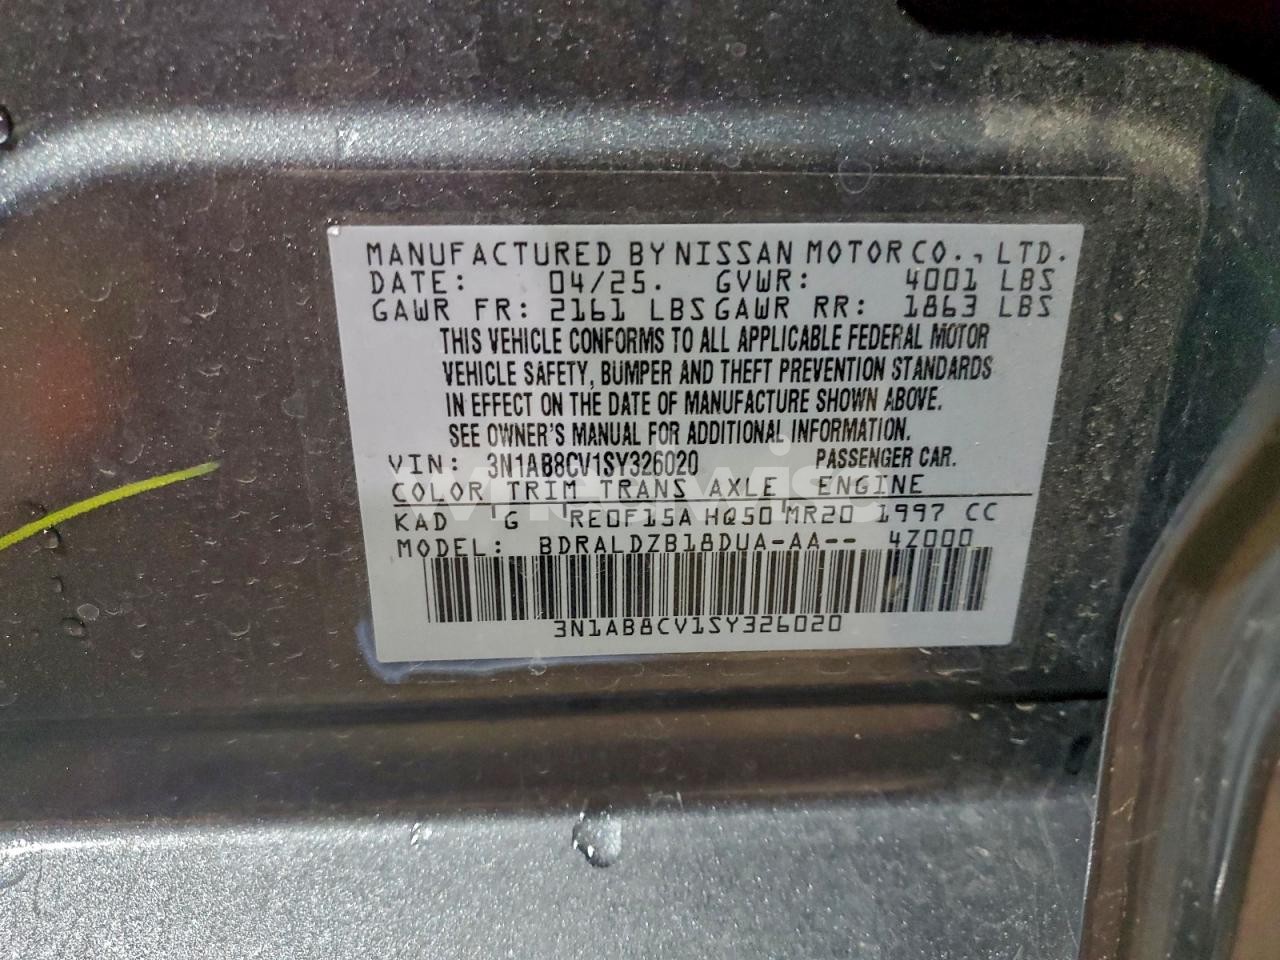 MANUFACTURED BY NISSAN MOTOR CO., LTD.
DATE: 04/25. GVWR: 4001 LBS
GAWR FR: 2161 LBS GAWR RR: 1863 LBS
THIS VEHICLE CONFORMS TO ALL APPLICABLE FEDERAL MOTOR
VEHICLE SAFETY, BUMPER AND THEFT PREVENTION STANDARDS
IN EFFECT ON THE DATE OF MANUFACTURE SHOWN ABOVE.
SEE OWNER'S MANUAL FOR ADDITIONAL INFORMATION.
VIN: 3N1AB8CV1SY326020 PASSENGER CAR.
COLOR TRIM TRANS AXLE ENGINE
KAD G RE0F15A HQ50 MR20 1997 CC
MODEL: BDRALDZB18DUA-AA-- 4Z000
3N1AB8CV1SY326020